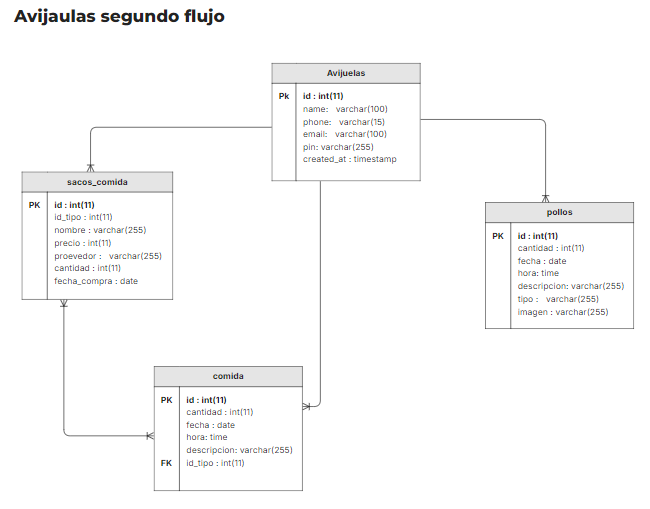 Avijaulas segundo flujo
Avijuelas
Pk id : int(11)
name: varchar(100)
phone: varchar(15)
email: varchar(100)
pin: varchar(255)
created_at : timestamp
sacos_comida
PK id : int(11)
id_tipo : int(11)
nombre : varchar(255)
precio : int(11)
proevedor : varchar(255)
cantidad : int(11)
fecha_compra : date
pollos
PK id : int(11)
cantidad : int(11)
fecha : date
hora: time
descripcion: varchar(255)
tipo : varchar(255)
imagen : varchar(255)
comida
PK id : int(11)
cantidad : int(11)
fecha : date
hora: time
descripcion: varchar(255)
FK id_tipo : int(11)